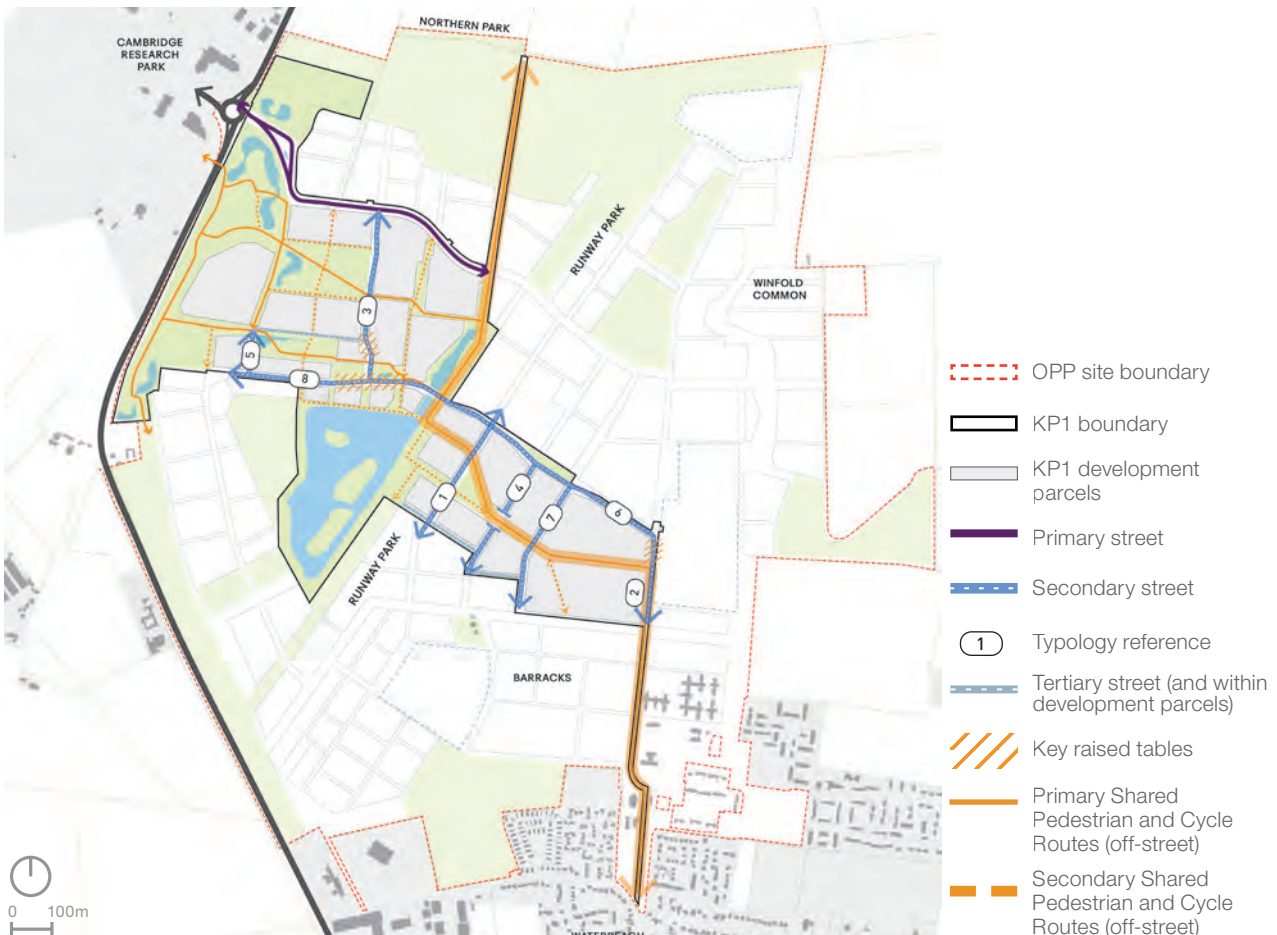 NORTHERN PARK
CAMBRIDGE
RESEARCH
PARK
RUNWAY PARK
WINFOLD
COMMON
3
5
8
1
4
7
6
2
RUNWAY PARK
BARRACKS
WATERBEACH
0 100m
OPP site boundary
KP1 boundary
KP1 development
parcels
Primary street
Secondary street
1 Typology reference
Tertiary street (and within
development parcels)
Key raised tables
Primary Shared
Pedestrian and Cycle
Routes (off-street)
Secondary Shared
Pedestrian and Cycle
Routes (off-street)